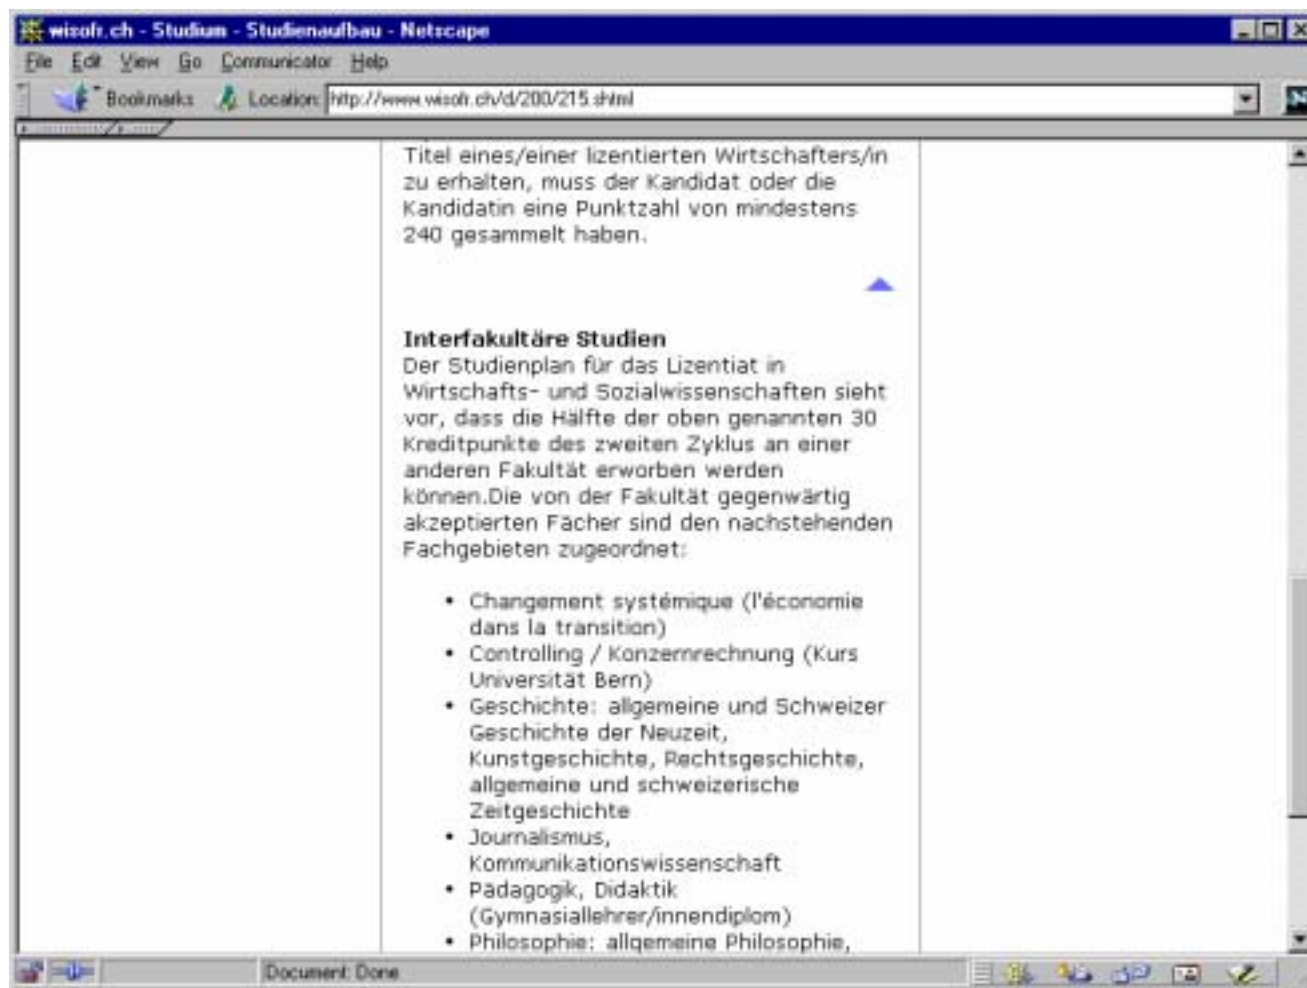 wisofr.ch - Studium - Studienaufbau - Netscape
File Edit View Go Communicator Help
Bookmarks Location: http://www.wisofr.ch/d/200/215.shtml
Titel eines/einer lizentierten Wirtschafters/in
zu erhalten, muss der Kandidat oder die
Kandidatin eine Punktzahl von mindestens
240 gesammelt haben.
Interfakultäre Studien
Der Studienplan für das Lizentiat in
Wirtschafts- und Sozialwissenschaften sieht
vor, dass die Hälfte der oben genannten 30
Kreditpunkte des zweiten Zyklus an einer
anderen Fakultät erworben werden
können.Die von der Fakultät gegenwärtig
akzeptierten Fächer sind den nachstehenden
Fachgebieten zugeordnet:
• Changement systémique (l'économie
dans la transition)
• Controlling / Konzernrechnung (Kurs
Universität Bern)
• Geschichte: allgemeine und Schweizer
Geschichte der Neuzeit,
Kunstgeschichte, Rechtsgeschichte,
allgemeine und schweizerische
Zeitgeschichte
• Journalismus,
Kommunikationswissenschaft
• Pädagogik, Didaktik
(Gymnasiallehrer/innendiplom)
• Philosophie: allgemeine Philosophie,
Document: Done